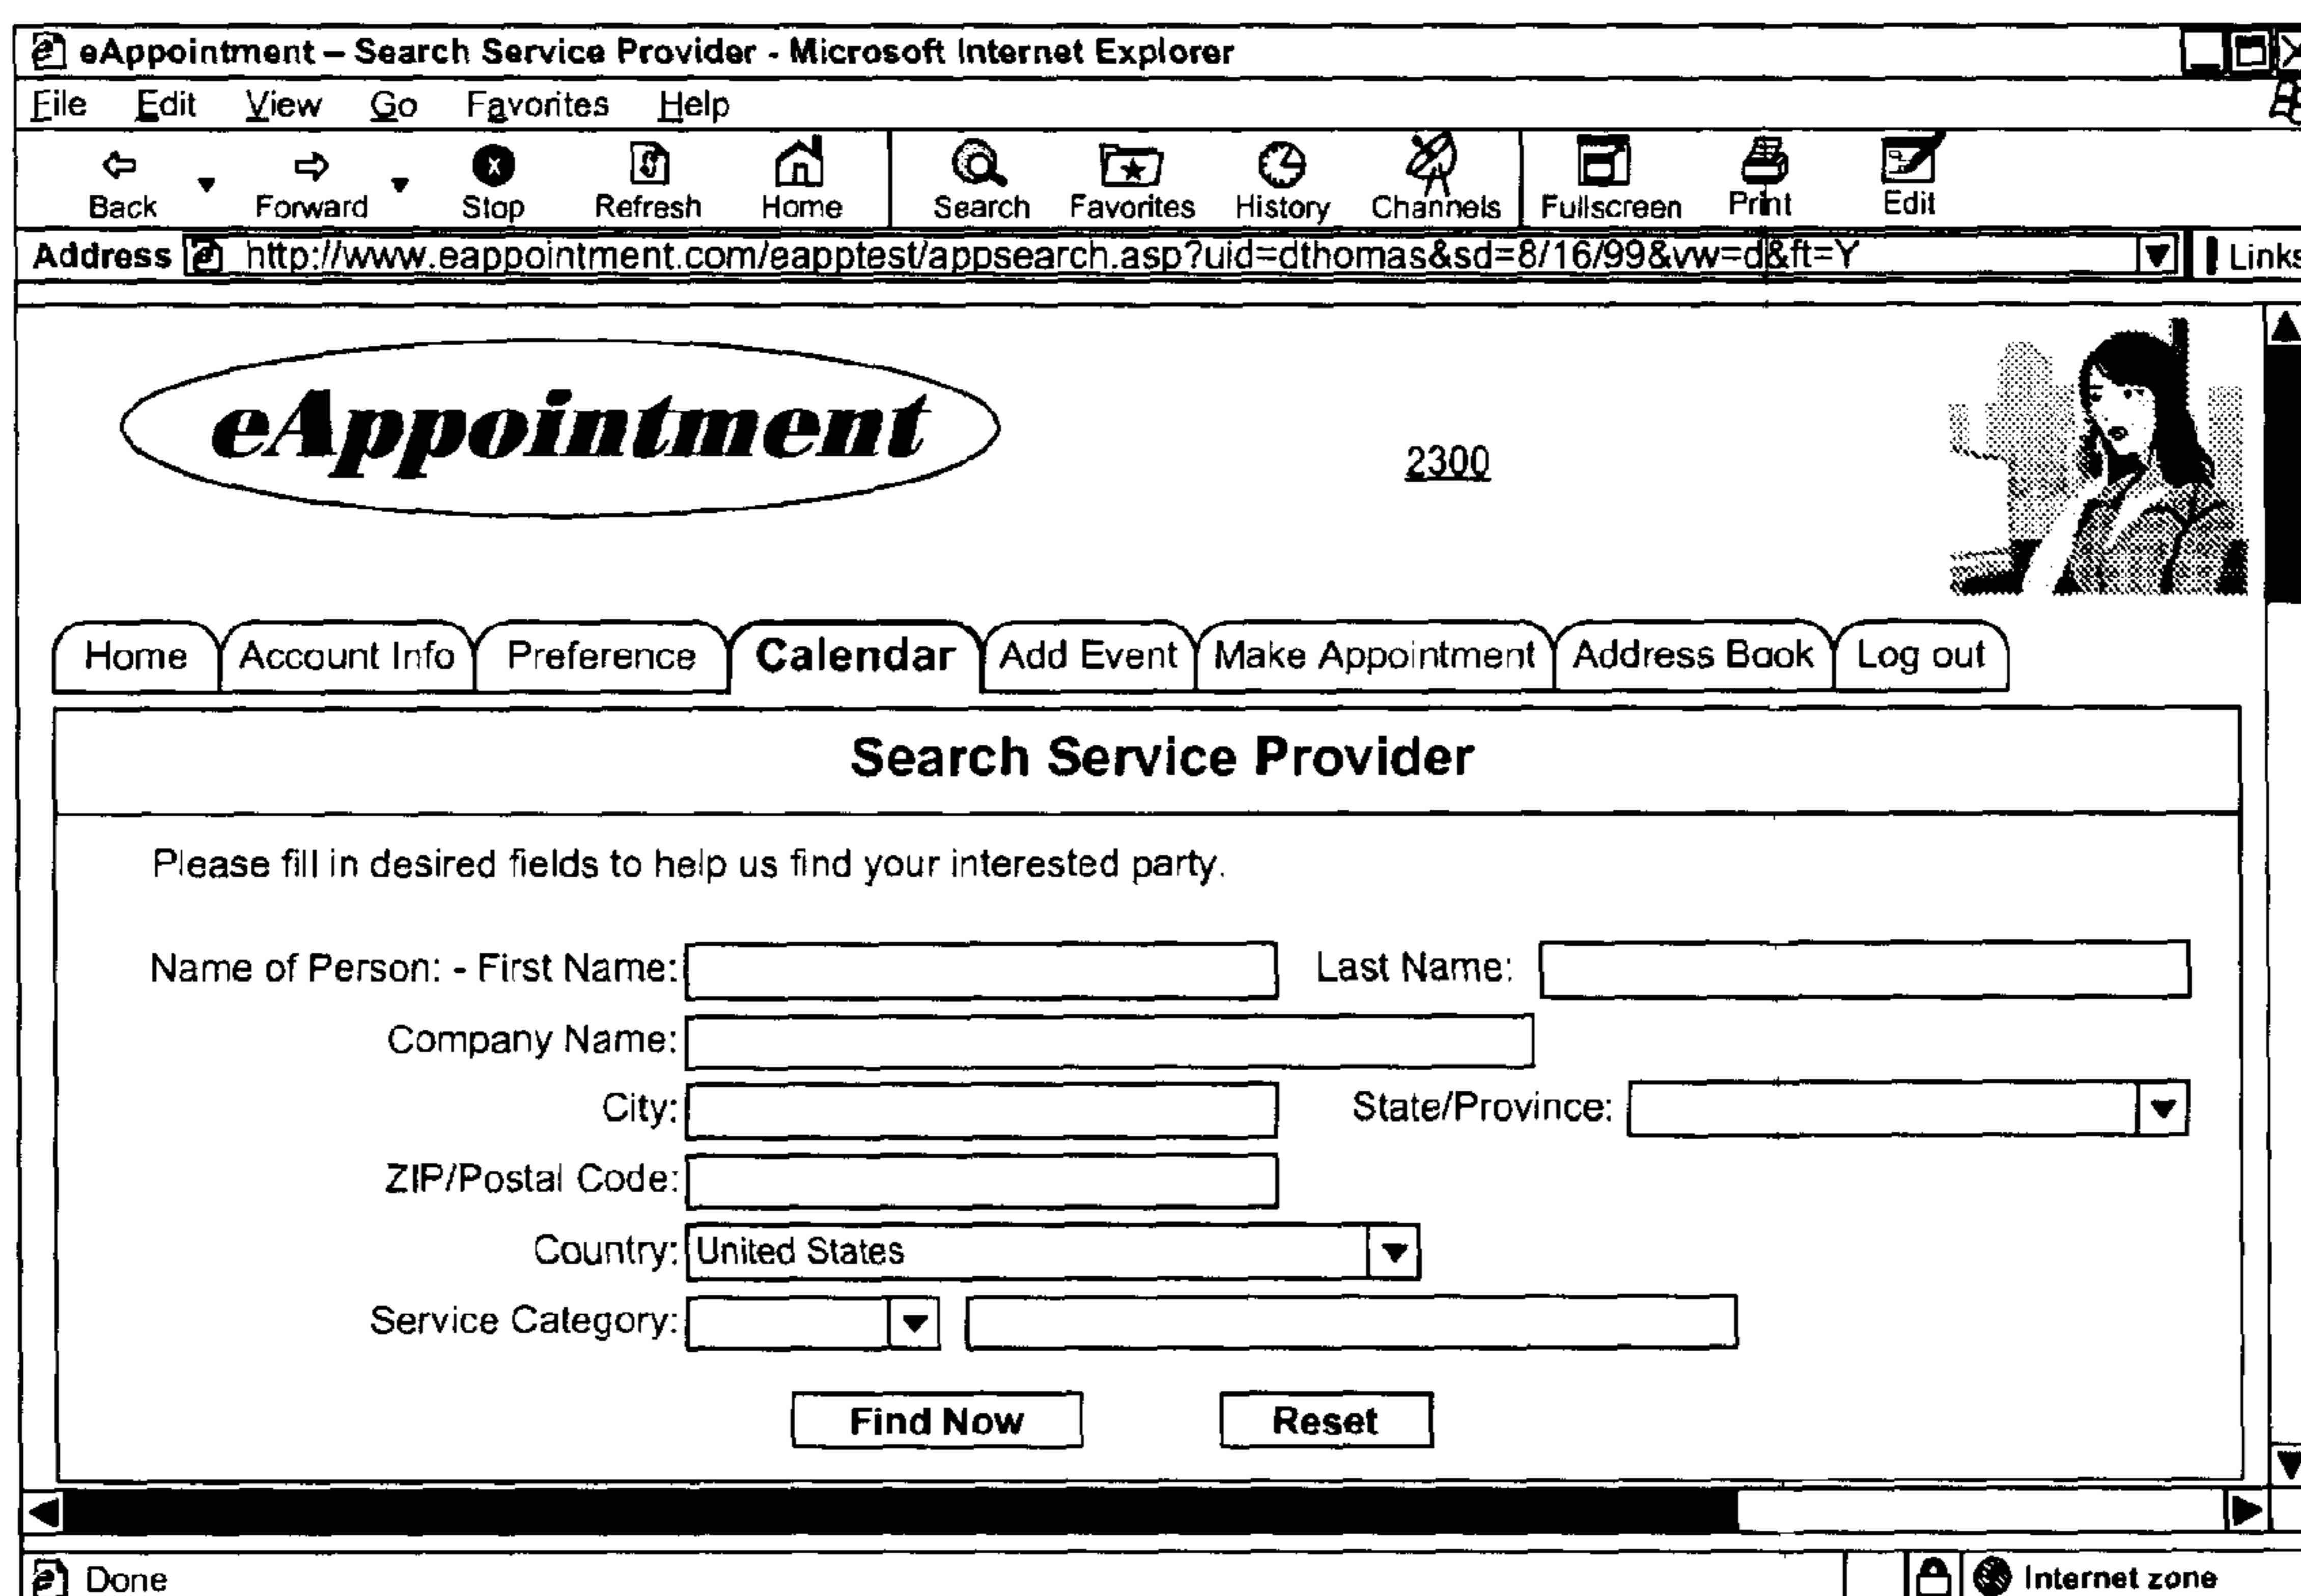 eAppointment – Search Service Provider - Microsoft Internet Explorer
File Edit View Go Favorites Help
Back Forward Stop Refresh Home Search Favorites History Channels Fullscreen Print Edit
Address http://www.eappointment.com/eapptest/appsearch.asp?uid=dthomas&sd=8/16/99&vw=d&ft=Y Links
eAppointment
2300
Home Account Info Preference Calendar Add Event Make Appointment Address Book Log out
Search Service Provider
Please fill in desired fields to help us find your interested party.
Name of Person: - First Name: Last Name:
Company Name:
City: State/Province:
ZIP/Postal Code:
Country: United States
Service Category:
Find Now Reset
Done Internet zone